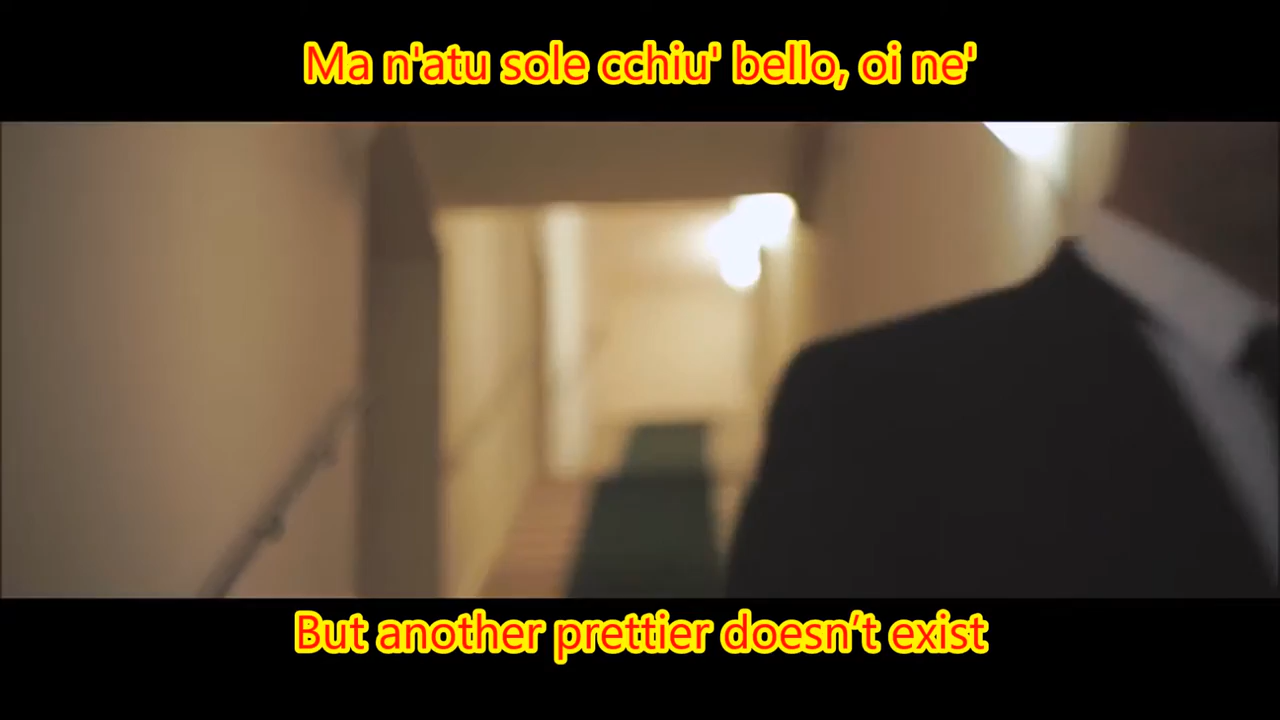 Ma n'atu sole cchiu' bello, oi ne'
But another prettier doesn’t exist